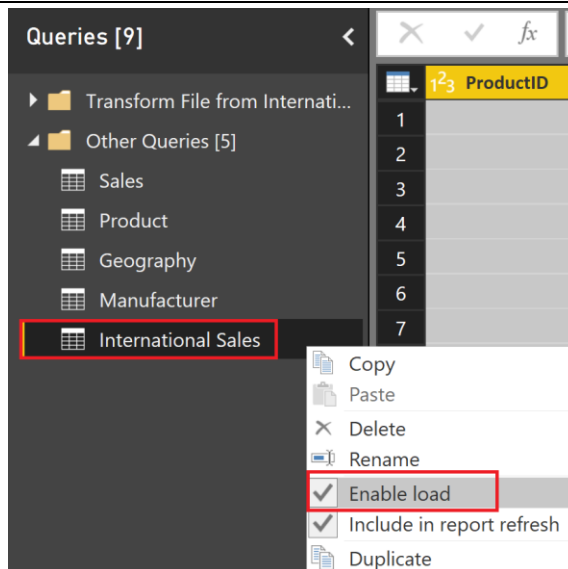 Queries [9]
fx
Transform File from Internati...
Other Queries [5]
Sales
Product
Geography
Manufacturer
International Sales
1²3 ProductID
1
2
3
4
5
6
7
Copy
Paste
Delete
Rename
Enable load
Include in report refresh
Duplicate